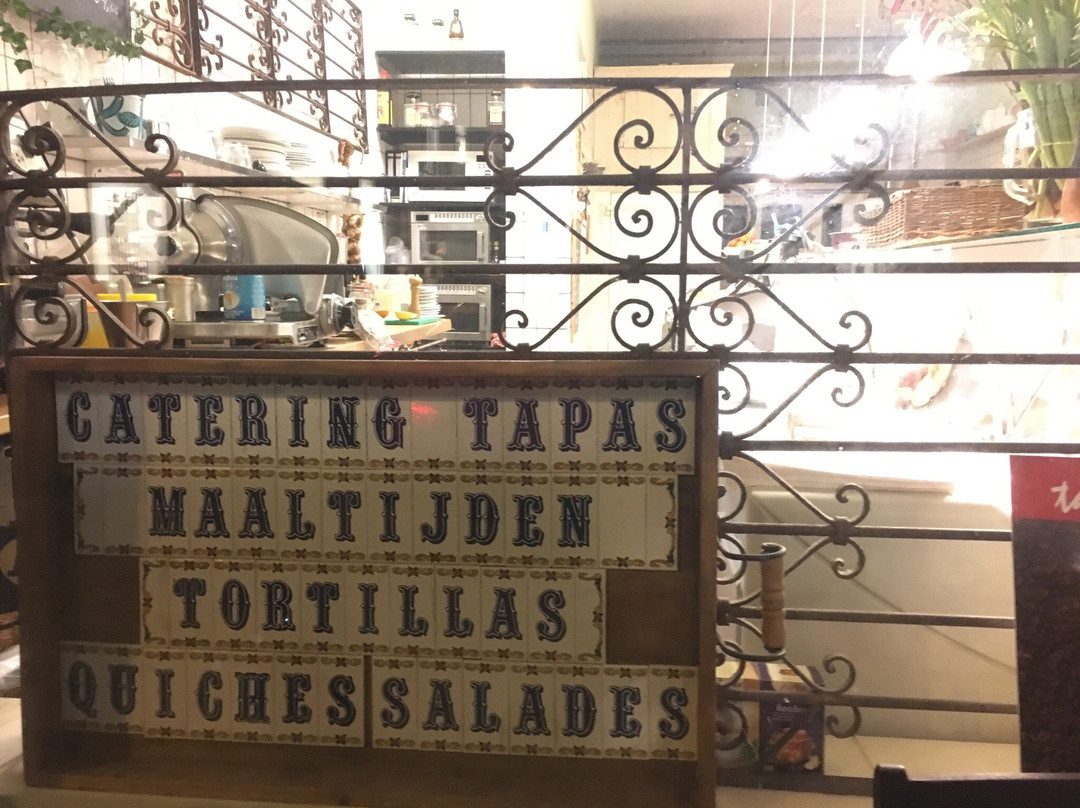 CATERING TAPAS
MAALTIJDEN
TORTILLAS
QUICHES SALADES